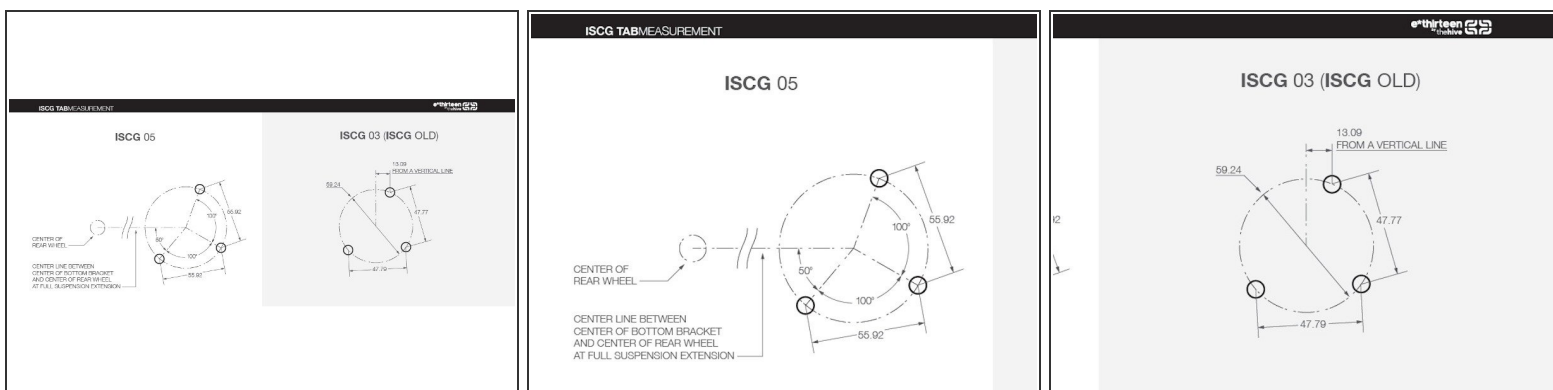 ISCG TABMEASUREMENT
e*thirteen
by thehive
ISCG 05
ISCG 03 (ISCG OLD)
13.09
FROM A VERTICAL LINE
59.24
100°
55.92
47.77
50°
100°
55.92
47.79
CENTER OF
REAR WHEEL
CENTER LINE BETWEEN
CENTER OF BOTTOM BRACKET
AND CENTER OF REAR WHEEL
AT FULL SUSPENSION EXTENSION
ISCG TABMEASUREMENT
ISCG 05
100°
55.92
50°
100°
55.92
CENTER OF
REAR WHEEL
CENTER LINE BETWEEN
CENTER OF BOTTOM BRACKET
AND CENTER OF REAR WHEEL
AT FULL SUSPENSION EXTENSION
e*thirteen
by thehive
ISCG 03 (ISCG OLD)
13.09
FROM A VERTICAL LINE
59.24
47.77
47.79